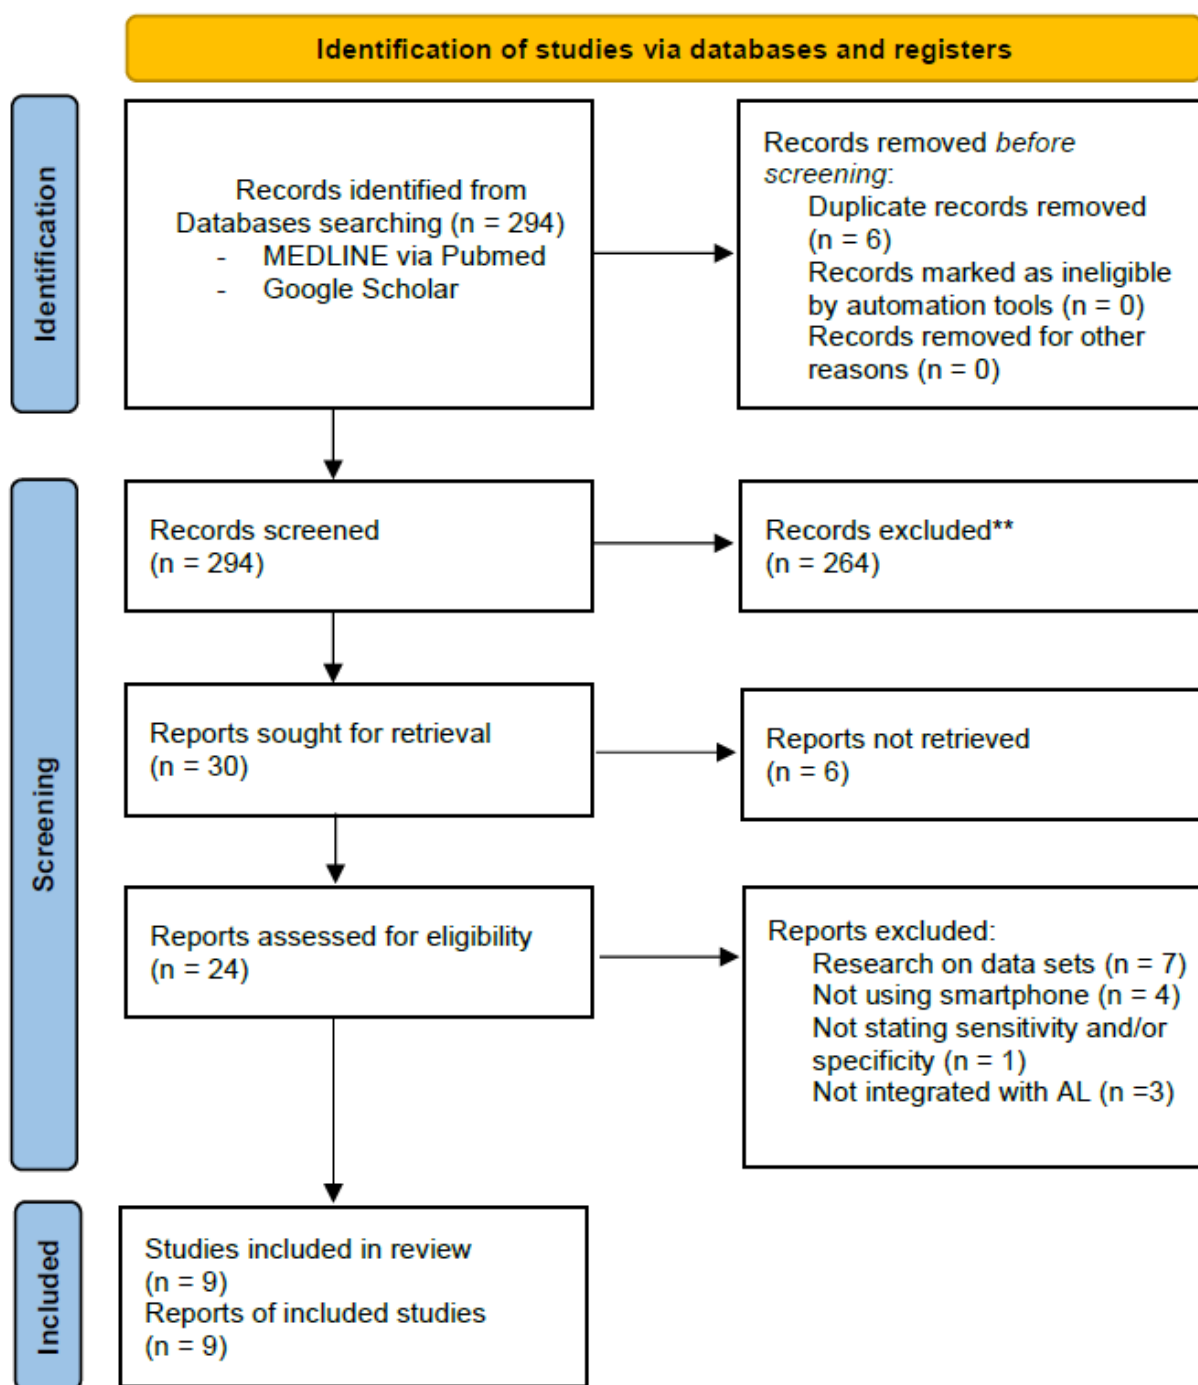 Identification of studies via databases and registers
Identification
Records identified from
Databases searching (n = 294)
- MEDLINE via Pubmed
- Google Scholar
Records removed before
screening:
Duplicate records removed
(n = 6)
Records marked as ineligible
by automation tools (n = 0)
Records removed for other
reasons (n = 0)
Screening
Records screened
(n = 294)
Records excluded**
(n = 264)
Reports sought for retrieval
(n = 30)
Reports not retrieved
(n = 6)
Reports assessed for eligibility
(n = 24)
Reports excluded:
Research on data sets (n = 7)
Not using smartphone (n = 4)
Not stating sensitivity and/or
specificity (n = 1)
Not integrated with AL (n =3)
Included
Studies included in review
(n = 9)
Reports of included studies
(n = 9)